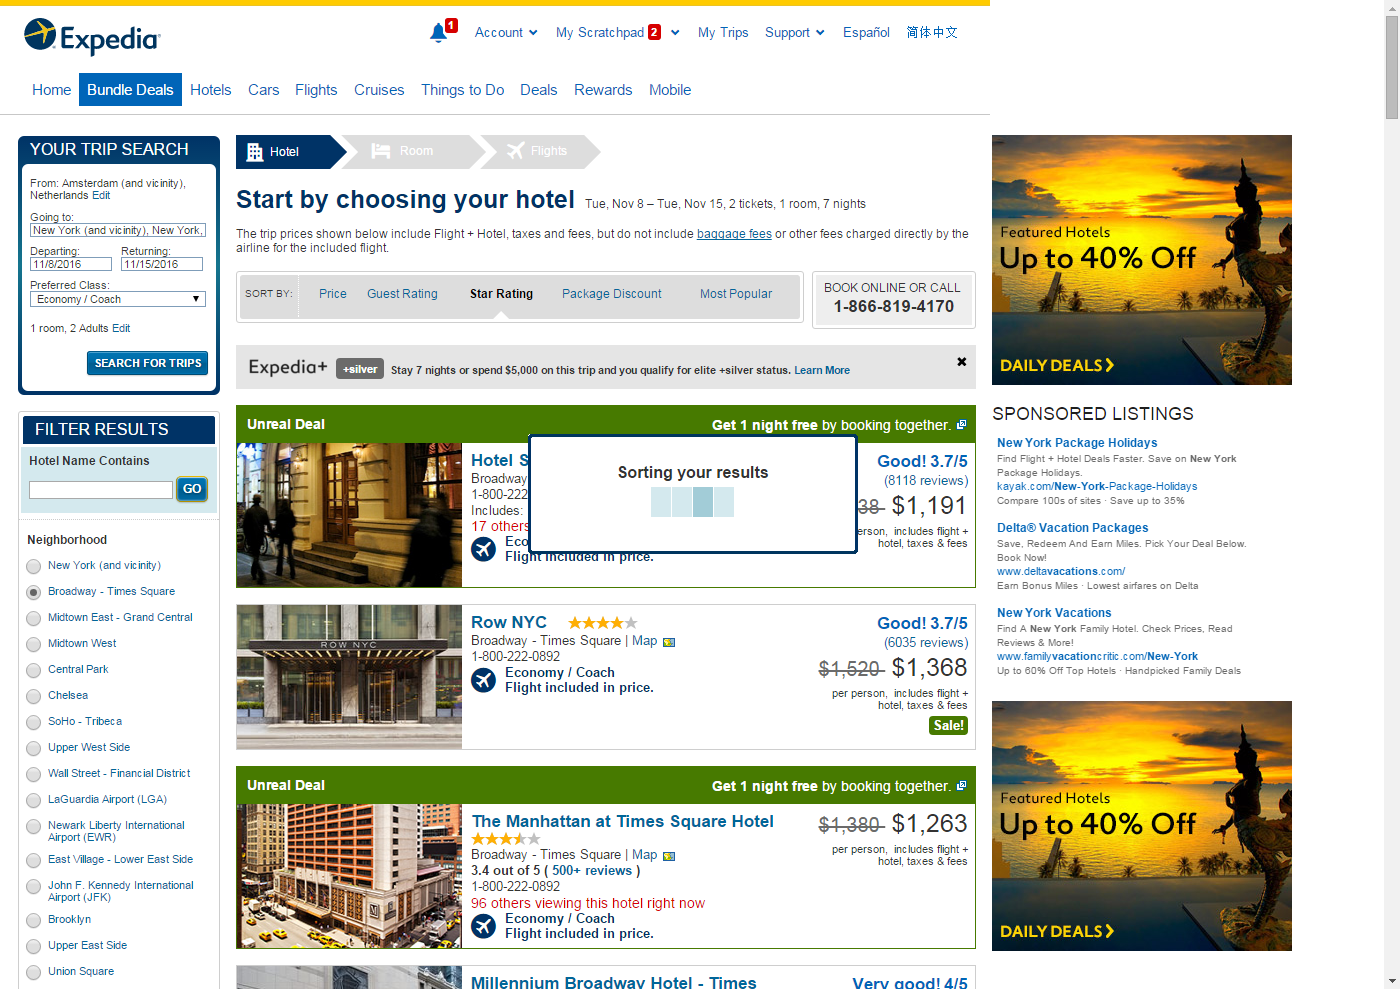 Expedia
1
Account
My Scratchpad 2
My Trips
Support
Español
简体中文
Home
Bundle Deals
Hotels
Cars
Flights
Cruises
Things to Do
Deals
Rewards
Mobile
YOUR TRIP SEARCH
From: Amsterdam (and vicinity),
Netherlands Edit
Going to:
New York (and vicinity), New York,
Departing:
Returning:
11/8/2016
11/15/2016
Preferred Class:
Economy / Coach
1 room, 2 Adults Edit
SEARCH FOR TRIPS
FILTER RESULTS
Hotel Name Contains
GO
Neighborhood
New York (and vicinity)
Broadway - Times Square
Midtown East - Grand Central
Midtown West
Central Park
Chelsea
SoHo - Tribeca
Upper West Side
Wall Street - Financial District
LaGuardia Airport (LGA)
Newark Liberty International
Airport (EWR)
East Village - Lower East Side
John F. Kennedy International
Airport (JFK)
Brooklyn
Upper East Side
Union Square
Hotel
Room
Flights
Start by choosing your hotel
Tue, Nov 8 – Tue, Nov 15, 2 tickets, 1 room, 7 nights
The trip prices shown below include Flight + Hotel, taxes and fees, but do not include baggage fees or other fees charged directly by the
airline for the included flight.
SORT BY:
Price
Guest Rating
Star Rating
Package Discount
Most Popular
BOOK ONLINE OR CALL
1-866-819-4170
Expedia+ +silver Stay 7 nights or spend $5,000 on this trip and you qualify for elite +silver status. Learn More
Unreal Deal
Get 1 night free by booking together.
Hotel S
Broadway
1-800-222
Includes:
17 others
Eco
Flight included in price.
Good! 3.7/5
(8118 reviews)
38 $1,191
erson, includes flight +
hotel, taxes & fees
Sorting your results
ROW NYC
Row NYC
Broadway - Times Square | Map
1-800-222-0892
Economy / Coach
Flight included in price.
Good! 3.7/5
(6035 reviews)
$1,520 $1,368
per person, includes flight +
hotel, taxes & fees
Sale!
Unreal Deal
Get 1 night free by booking together.
The Manhattan at Times Square Hotel
Broadway - Times Square | Map
3.4 out of 5 ( 500+ reviews )
1-800-222-0892
96 others viewing this hotel right now
Economy / Coach
Flight included in price.
$1,380 $1,263
per person, includes flight +
hotel, taxes & fees
Millennium Broadway Hotel - Times
Very good! 4/5
Featured Hotels
Up to 40% Off
DAILY DEALS
SPONSORED LISTINGS
New York Package Holidays
Find Flight + Hotel Deals Faster. Save on New York
Package Holidays.
kayak.com/New-York-Package-Holidays
Compare 100s of sites · Save up to 35%
Delta® Vacation Packages
Save, Redeem And Earn Miles. Pick Your Deal Below.
Book Now!
www.deltavacations.com/
Earn Bonus Miles · Lowest airfares on Delta
New York Vacations
Find A New York Family Hotel. Check Prices, Read
Reviews & More!
www.familyvacationcritic.com/New-York
Up to 60% Off Top Hotels · Handpicked Family Deals
Featured Hotels
Up to 40% Off
DAILY DEALS